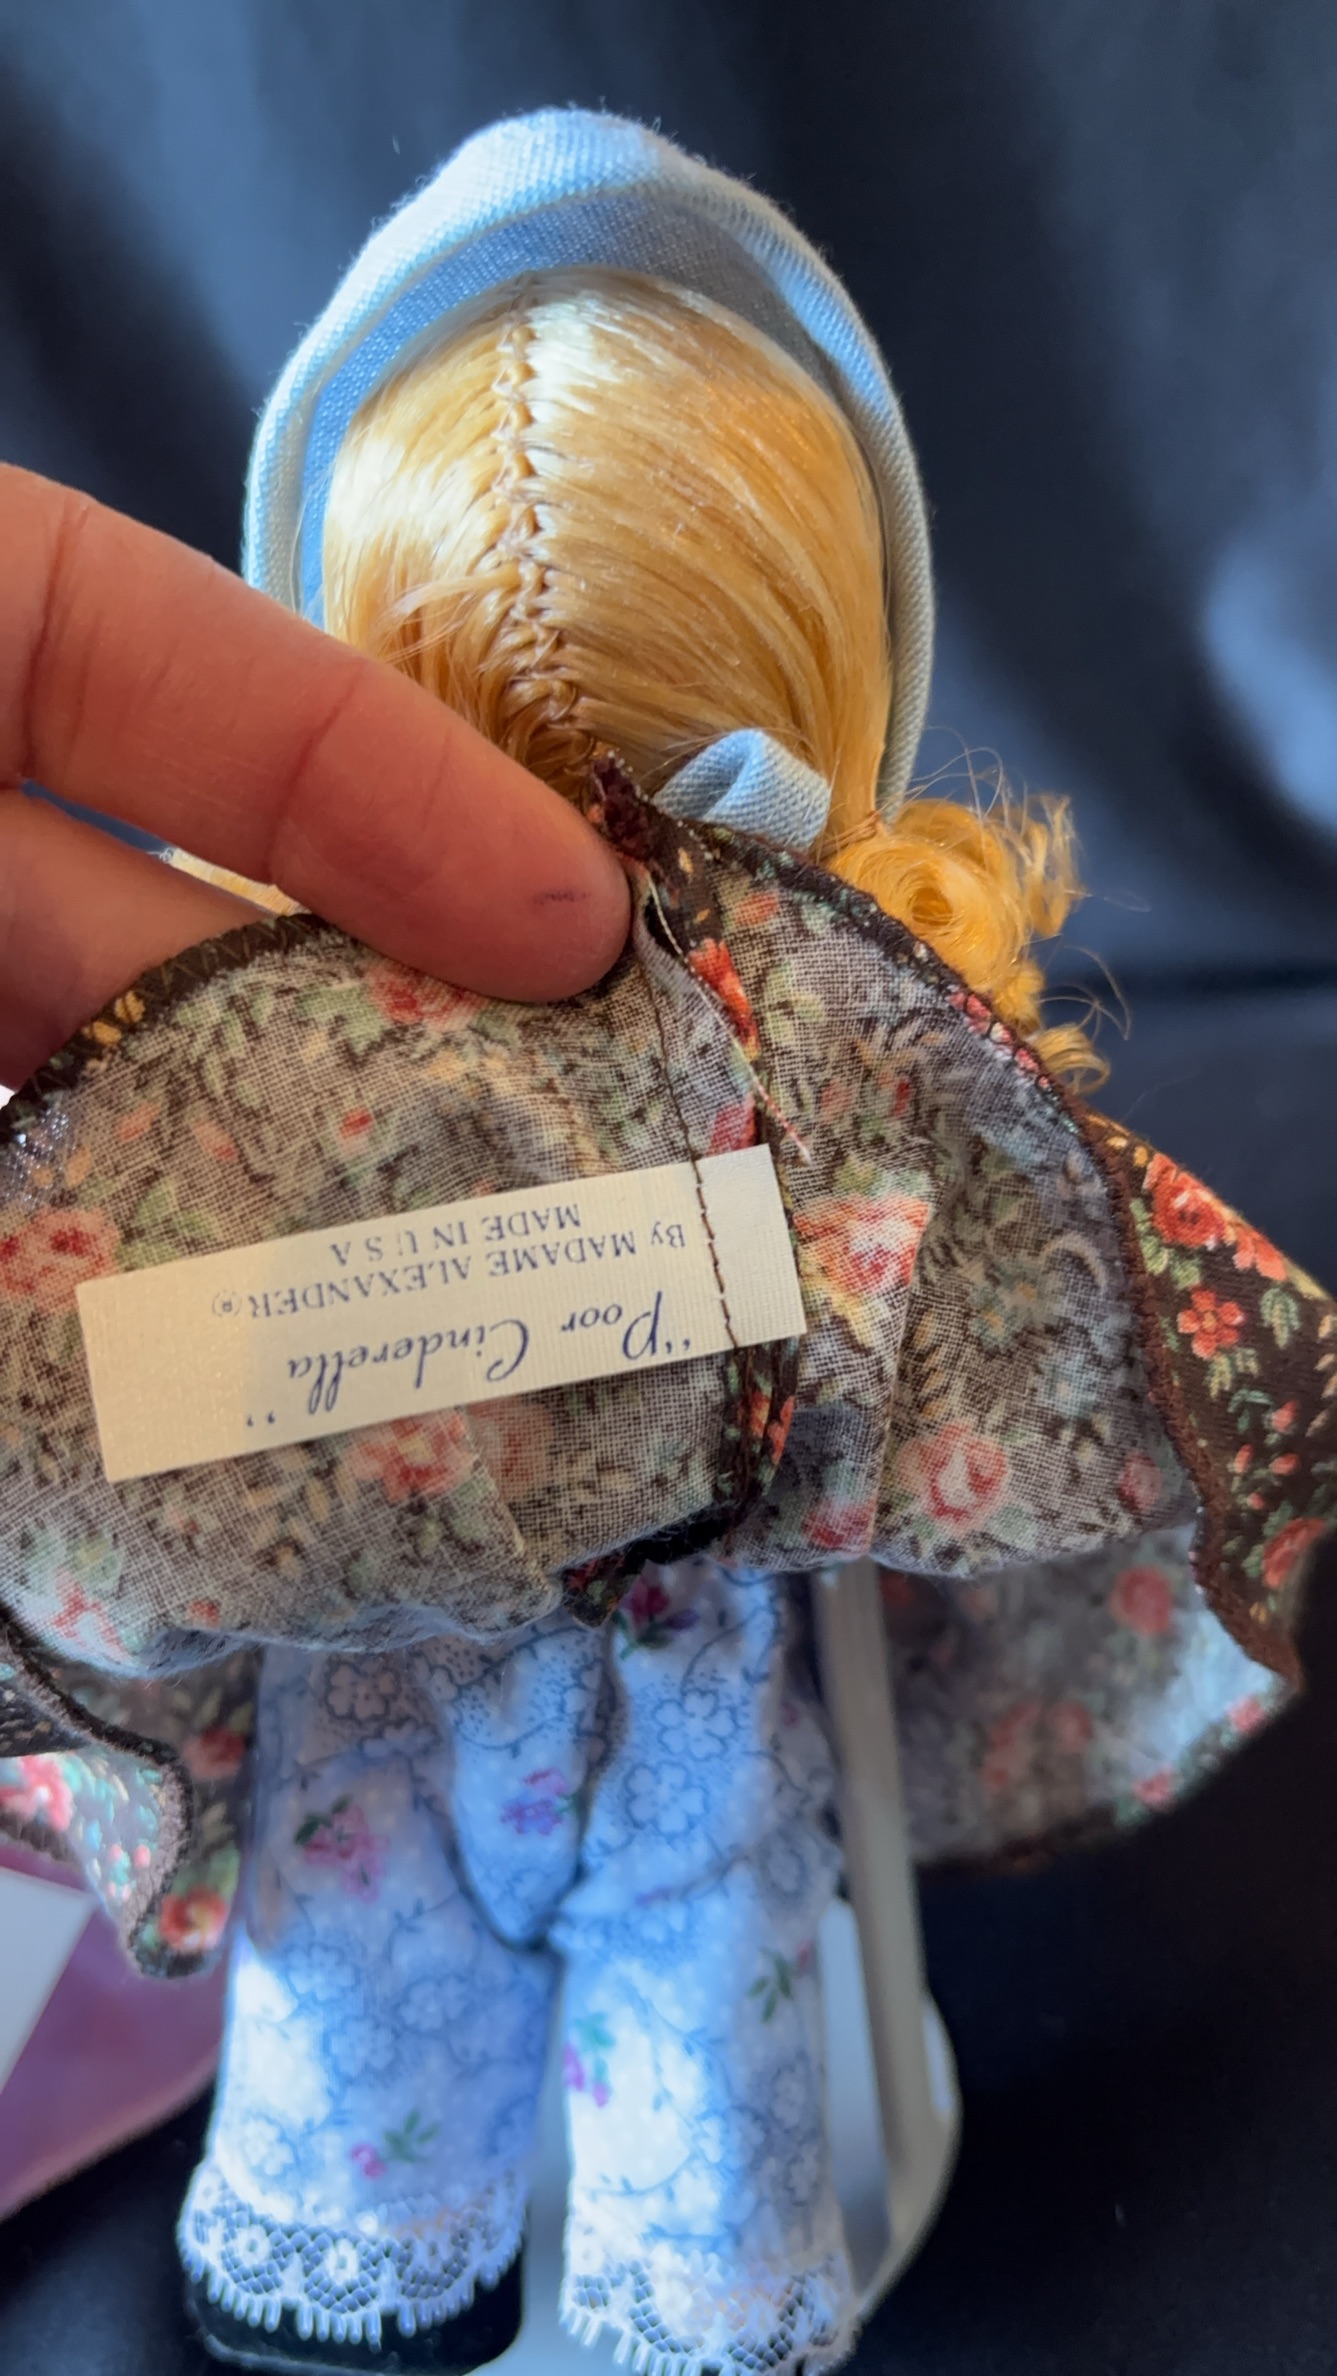 "Poor Cinderella"
By MADAME ALEXANDER®
MADE IN U S A